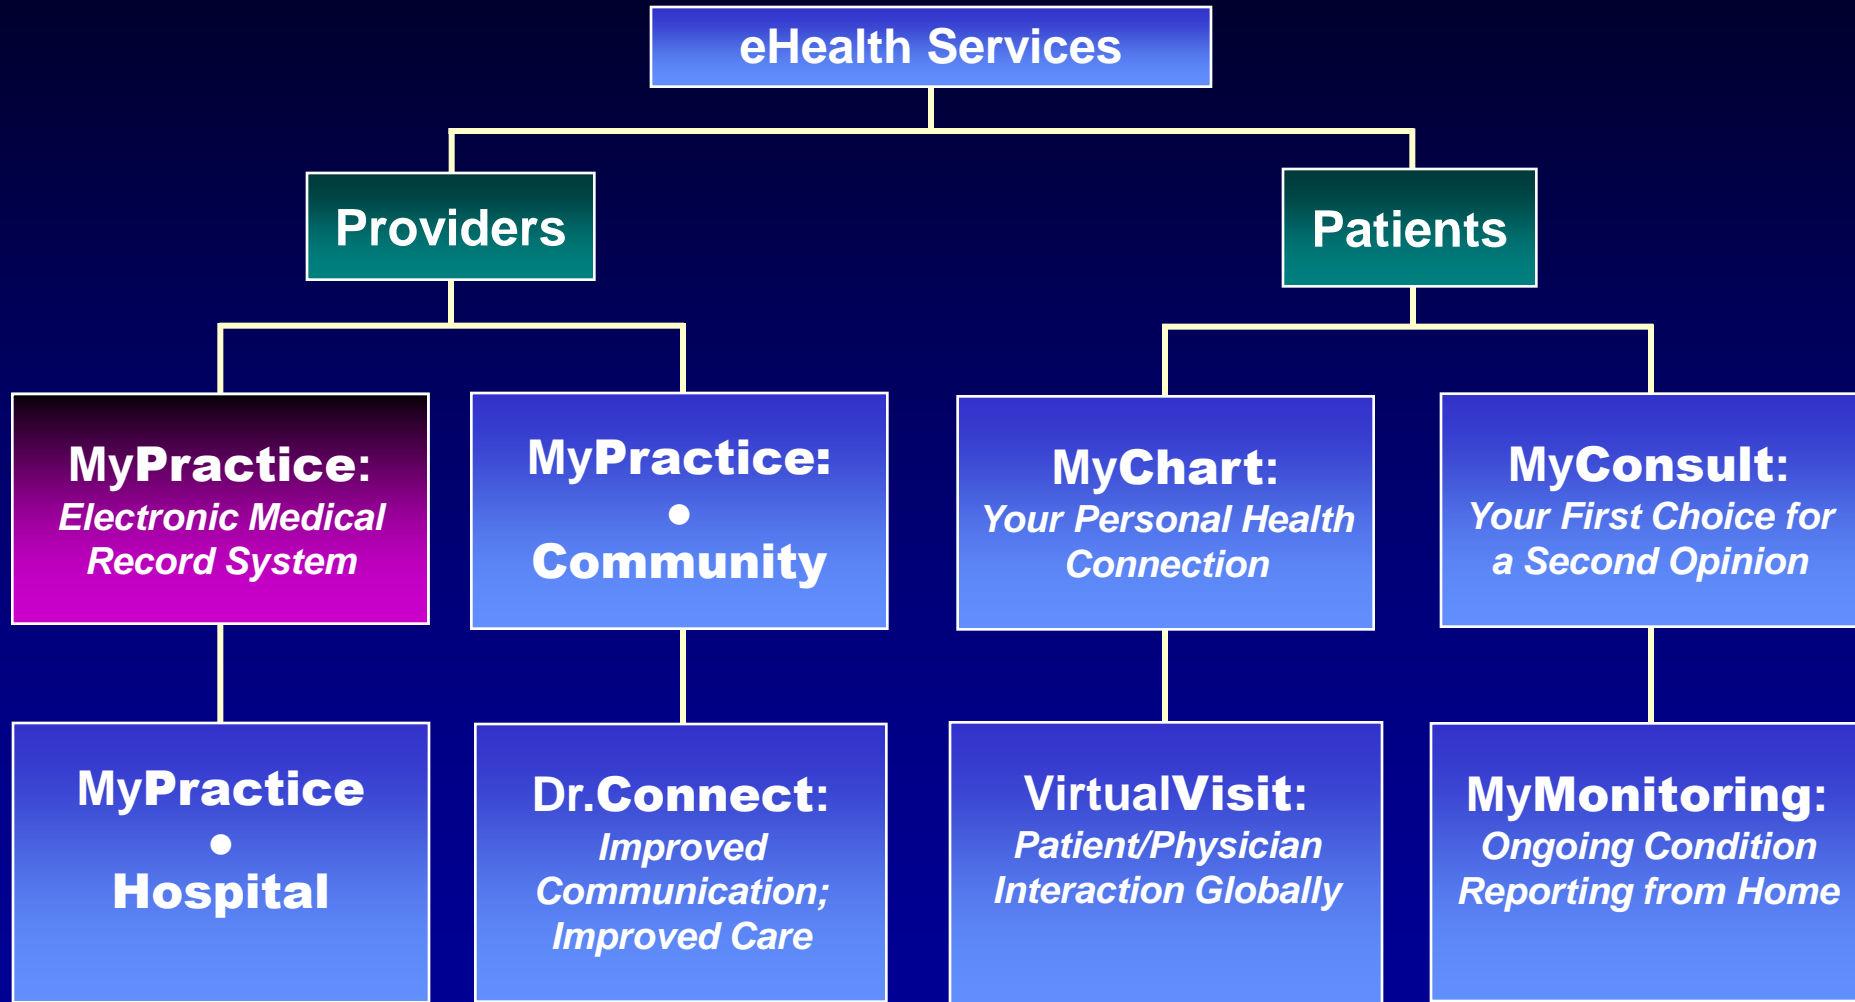 eHealth Services
Providers
Patients
MyPractice:
Electronic Medical
Record System
MyPractice:
•
Community
MyChart:
Your Personal Health
Connection
MyConsult:
Your First Choice for
a Second Opinion
MyPractice
•
Hospital
Dr.Connect:
Improved
Communication;
Improved Care
VirtualVisit:
Patient/Physician
Interaction Globally
MyMonitoring:
Ongoing Condition
Reporting from Home